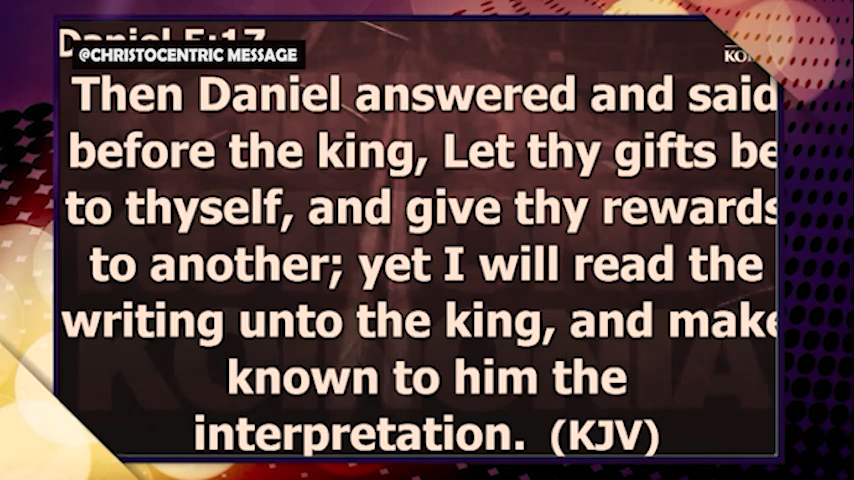 Daniel 5:17
@CHRISTOCENTRIC MESSAGE
Then Daniel answered and said
before the king, Let thy gifts be
to thyself, and give thy rewards
to another; yet I will read the
writing unto the king, and make
known to him the
interpretation. (KJV)